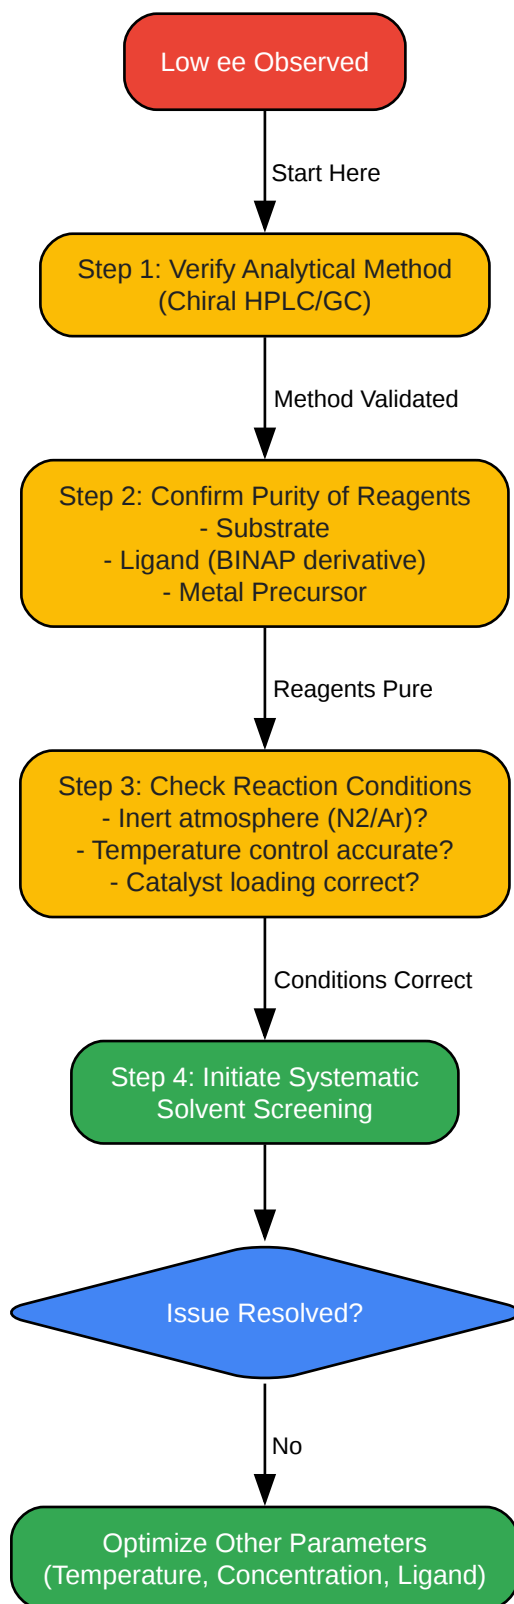 Low ee Observed
Start Here
Step 1: Verify Analytical Method
(Chiral HPLC/GC)
Method Validated
Step 2: Confirm Purity of Reagents
- Substrate
- Ligand (BINAP derivative)
- Metal Precursor
Reagents Pure
Step 3: Check Reaction Conditions
- Inert atmosphere (N2/Ar)?
- Temperature control accurate?
- Catalyst loading correct?
Conditions Correct
Step 4: Initiate Systematic
Solvent Screening
Issue Resolved?
No
Optimize Other Parameters
(Temperature, Concentration, Ligand)